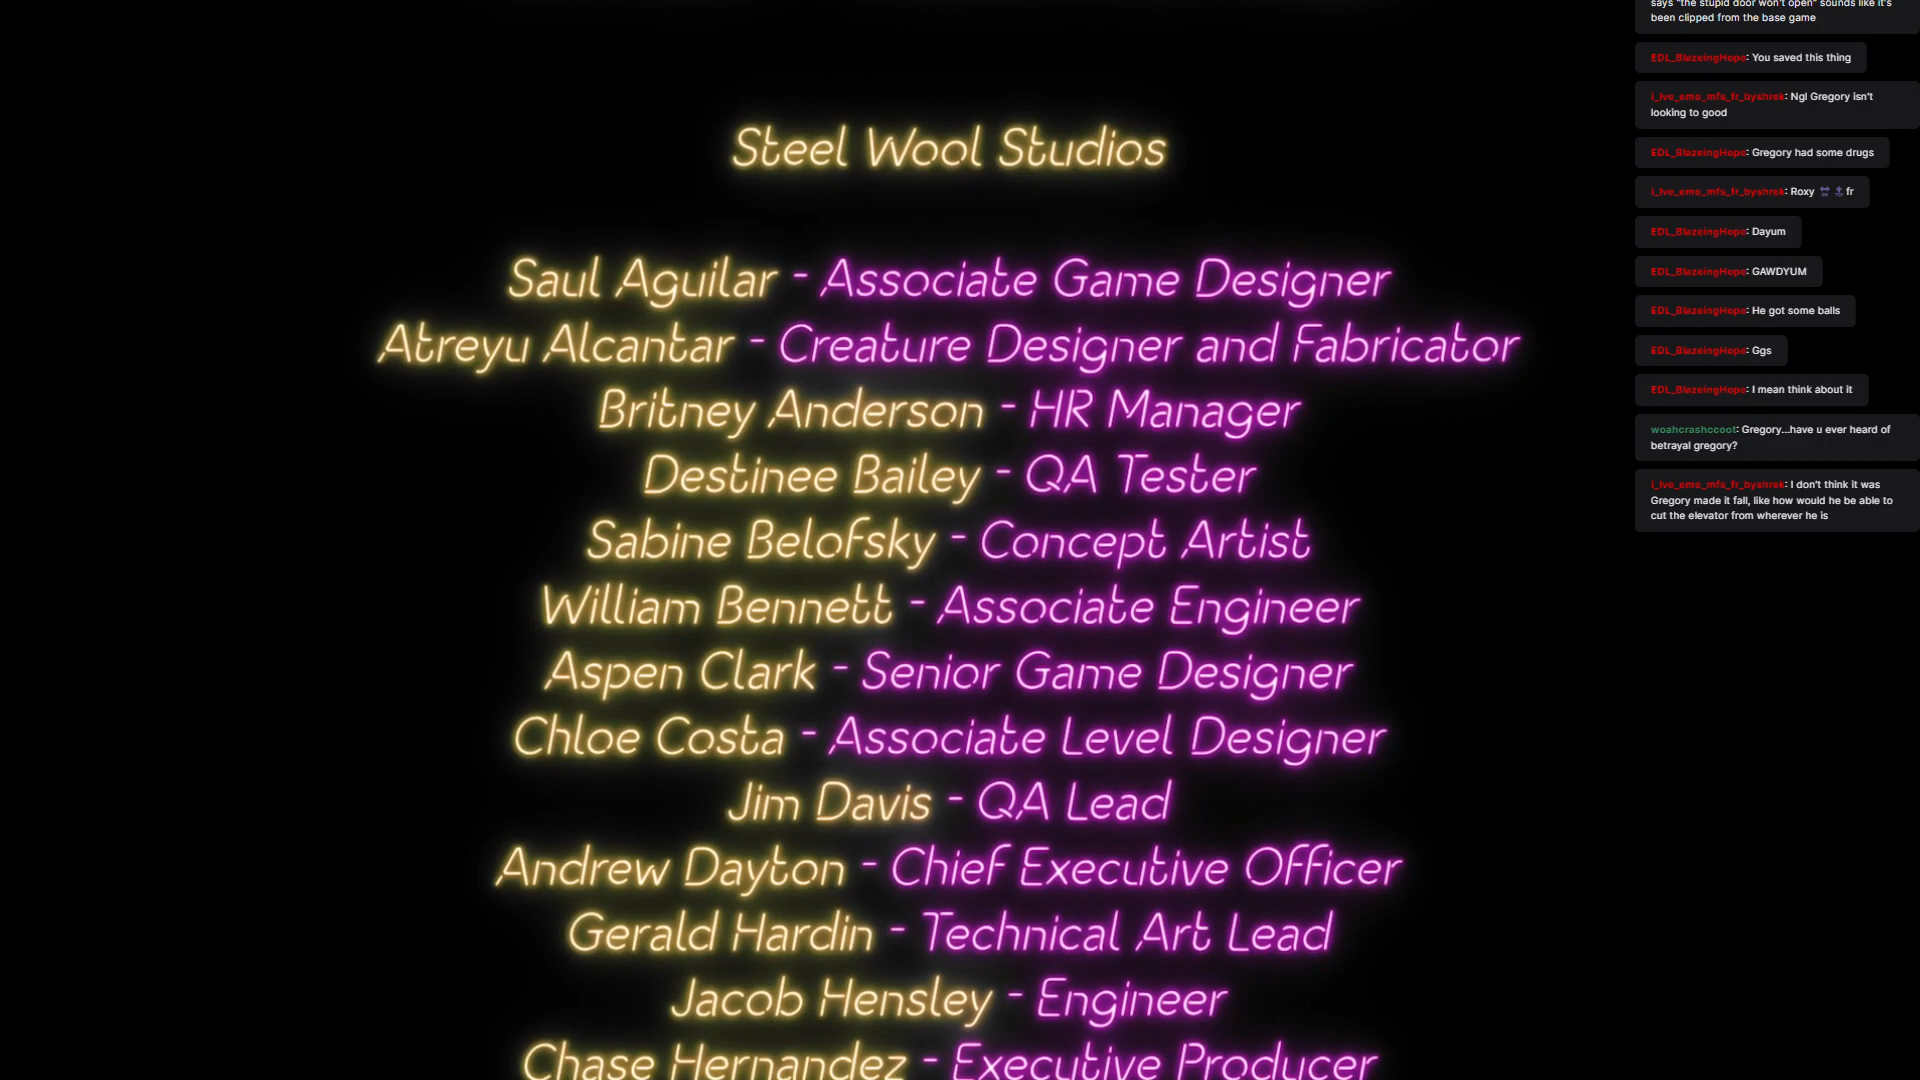 Steel Wool Studios
Saul Aguilar - Associate Game Designer
Atreyu Alcantar - Creature Designer and Fabricator
Britney Anderson - HR Manager
Destinee Bailey - QA Tester
Sabine Belofsky - Concept Artist
William Bennett - Associate Engineer
Aspen Clark - Senior Game Designer
Chloe Costa - Associate Level Designer
Jim Davis - QA Lead
Andrew Dayton - Chief Executive Officer
Gerald Hardin - Technical Art Lead
Jacob Hensley - Engineer
Chase Hernandez - Executive Producer
says "the stupid door won't open" sounds like it's
been clipped from the base game
EDL_BlazeingHope: You saved this thing
i_lve_emo_mfs_fr_byshrek: Ngl Gregory isn't
looking to good
EDL_BlazeingHope: Gregory had some drugs
i_lve_emo_mfs_fr_byshrek: Roxy fr
EDL_BlazeingHope: Dayum
EDL_BlazeingHope: GAWDYUM
EDL_BlazeingHope: He got some balls
EDL_BlazeingHope: Ggs
EDL_BlazeingHope: I mean think about it
woahcrashccoot: Gregory...have u ever heard of
betrayal gregory?
i_lve_emo_mfs_fr_byshrek: I don't think it was
Gregory made it fall, like how would he be able to
cut the elevator from wherever he is